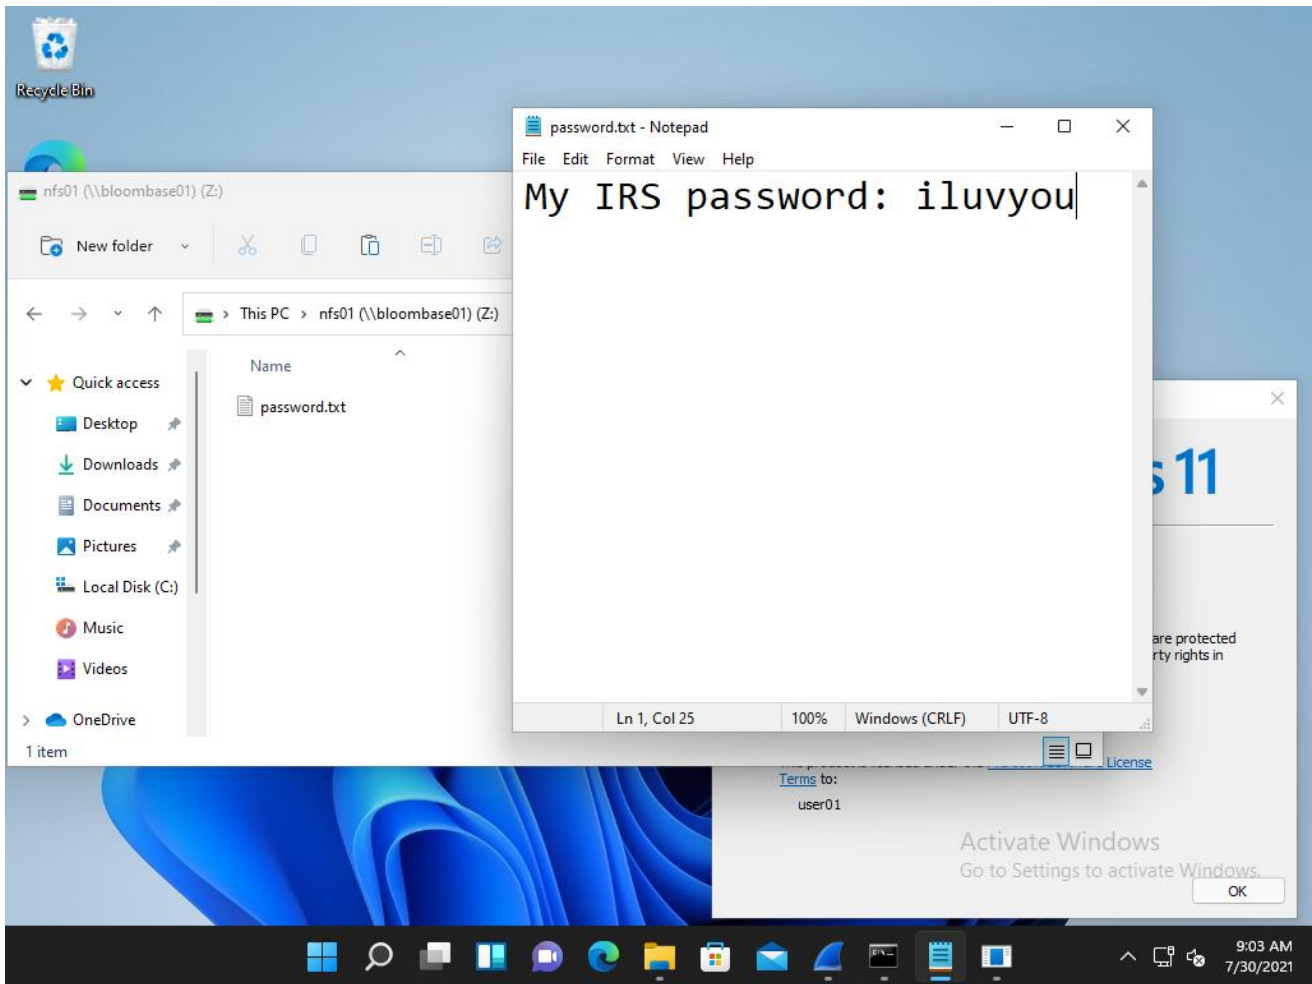 Recycle Bin
password.txt - Notepad
File Edit Format View Help
My IRS password: iluvyou
Ln 1, Col 25 100% Windows (CRLF) UTF-8
nfs01 (\\bloombase01) (Z:)
New folder
This PC > nfs01 (\\bloombase01) (Z:)
Name
password.txt
Quick access
Desktop
Downloads
Documents
Pictures
Local Disk (C:)
Music
Videos
OneDrive
1 item
s 11
are protected
rty rights in
License
Terms to:
user01
Activate Windows
Go to Settings to activate Windows.
OK
9:03 AM
7/30/2021